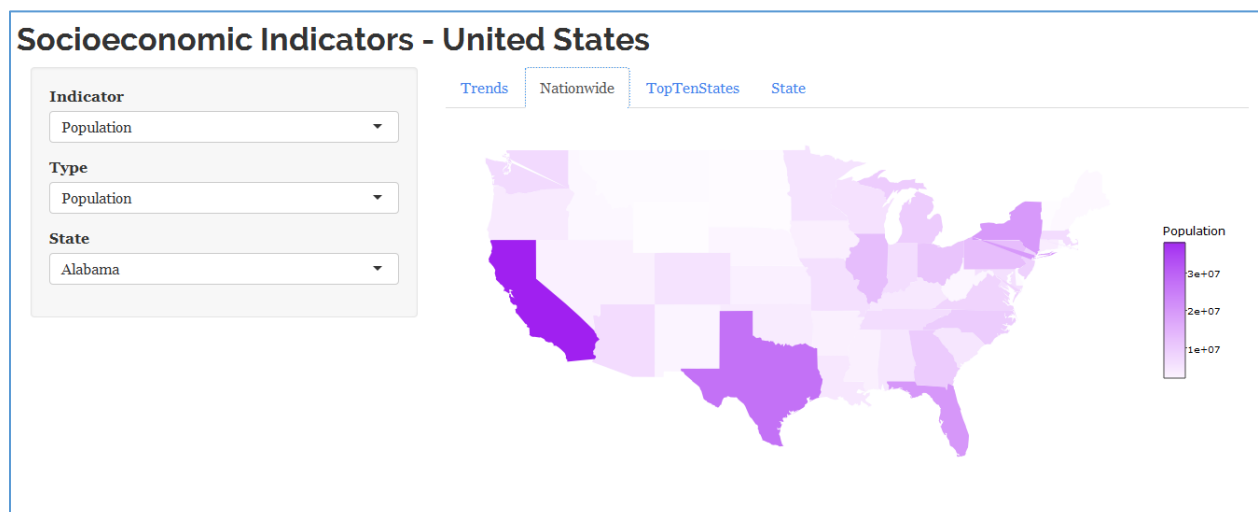 Socioeconomic Indicators - United States
Indicator
Population
Type
Population
State
Alabama
Trends Nationwide TopTenStates State
Population
3e+07
2e+07
1e+07